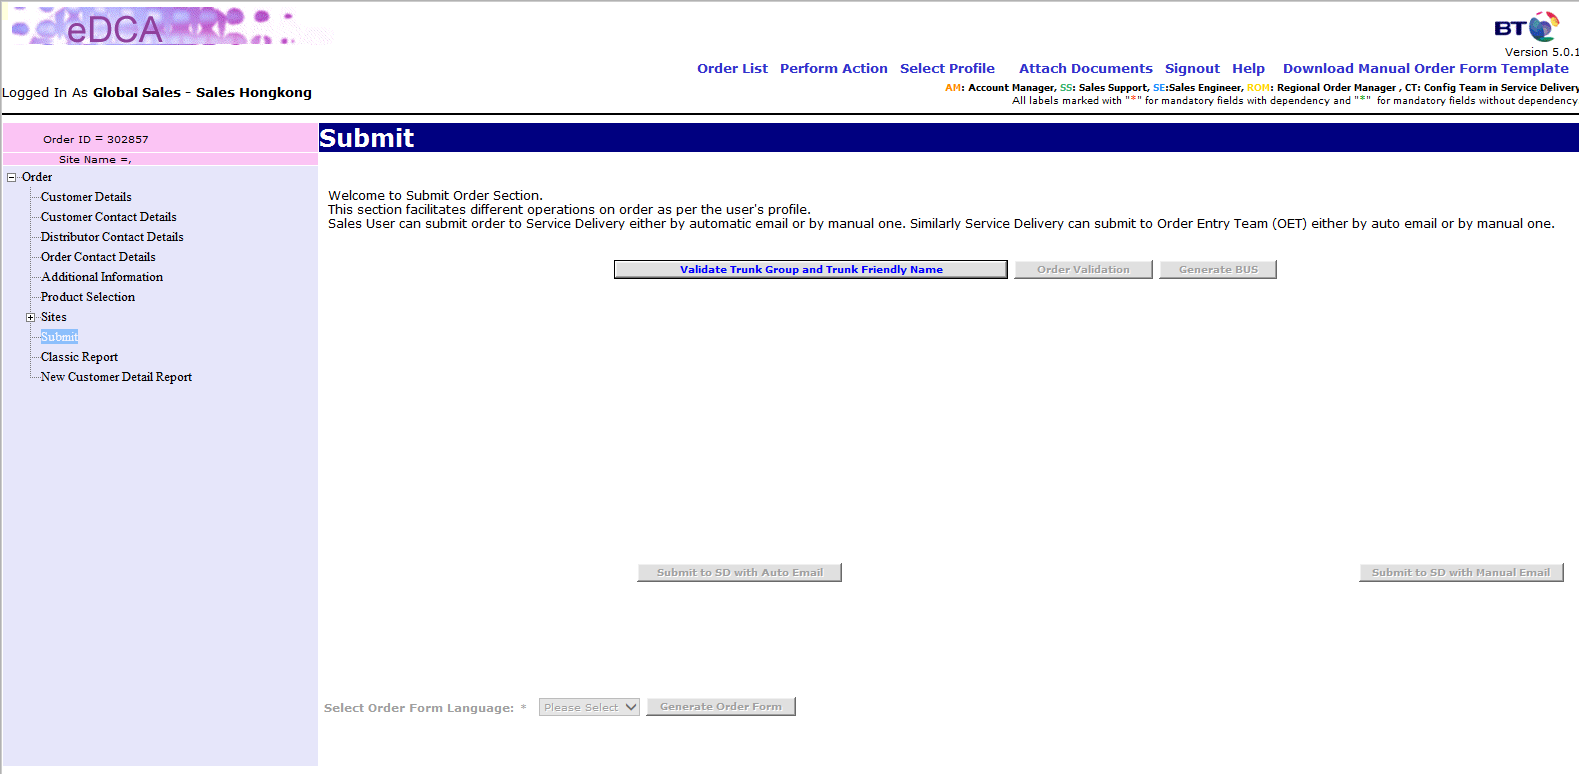 eDCA
BT
Version 5.0.1
Order List Perform Action Select Profile Attach Documents Signout Help Download Manual Order Form Template
Logged In As Global Sales - Sales Hongkong
AM: Account Manager, SS: Sales Support, SE:Sales Engineer, ROM: Regional Order Manager , CT: Config Team in Service Delivery
All labels marked with "*" for mandatory fields with dependency and "*" for mandatory fields without dependency
Order ID = 302857
Site Name =,
Order
Customer Details
Customer Contact Details
Distributor Contact Details
Order Contact Details
Additional Information
Product Selection
Sites
Submit
Classic Report
New Customer Detail Report
Submit
Welcome to Submit Order Section.
This section facilitates different operations on order as per the user's profile.
Sales User can submit order to Service Delivery either by automatic email or by manual one. Similarly Service Delivery can submit to Order Entry Team (OET) either by auto email or by manual one.
Validate Trunk Group and Trunk Friendly Name Order Validation Generate BUS
Submit to SD with Auto Email Submit to SD with Manual Email
Select Order Form Language: * Please Select Generate Order Form